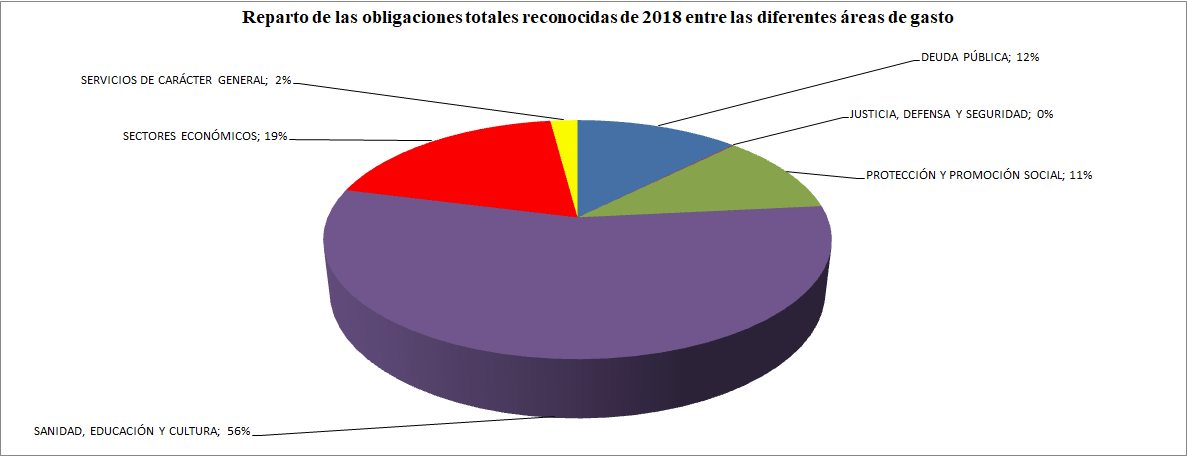 Reparto de las obligaciones totales reconocidas de 2018 entre las diferentes áreas de gasto
DEUDA PÚBLICA; 12%
SERVICIOS DE CARÁCTER GENERAL; 2%
JUSTICIA, DEFENSA Y SEGURIDAD; 0%
SECTORES ECONÓMICOS; 19%
PROTECCIÓN Y PROMOCIÓN SOCIAL; 11%
SANIDAD, EDUCACIÓN Y CULTURA; 56%